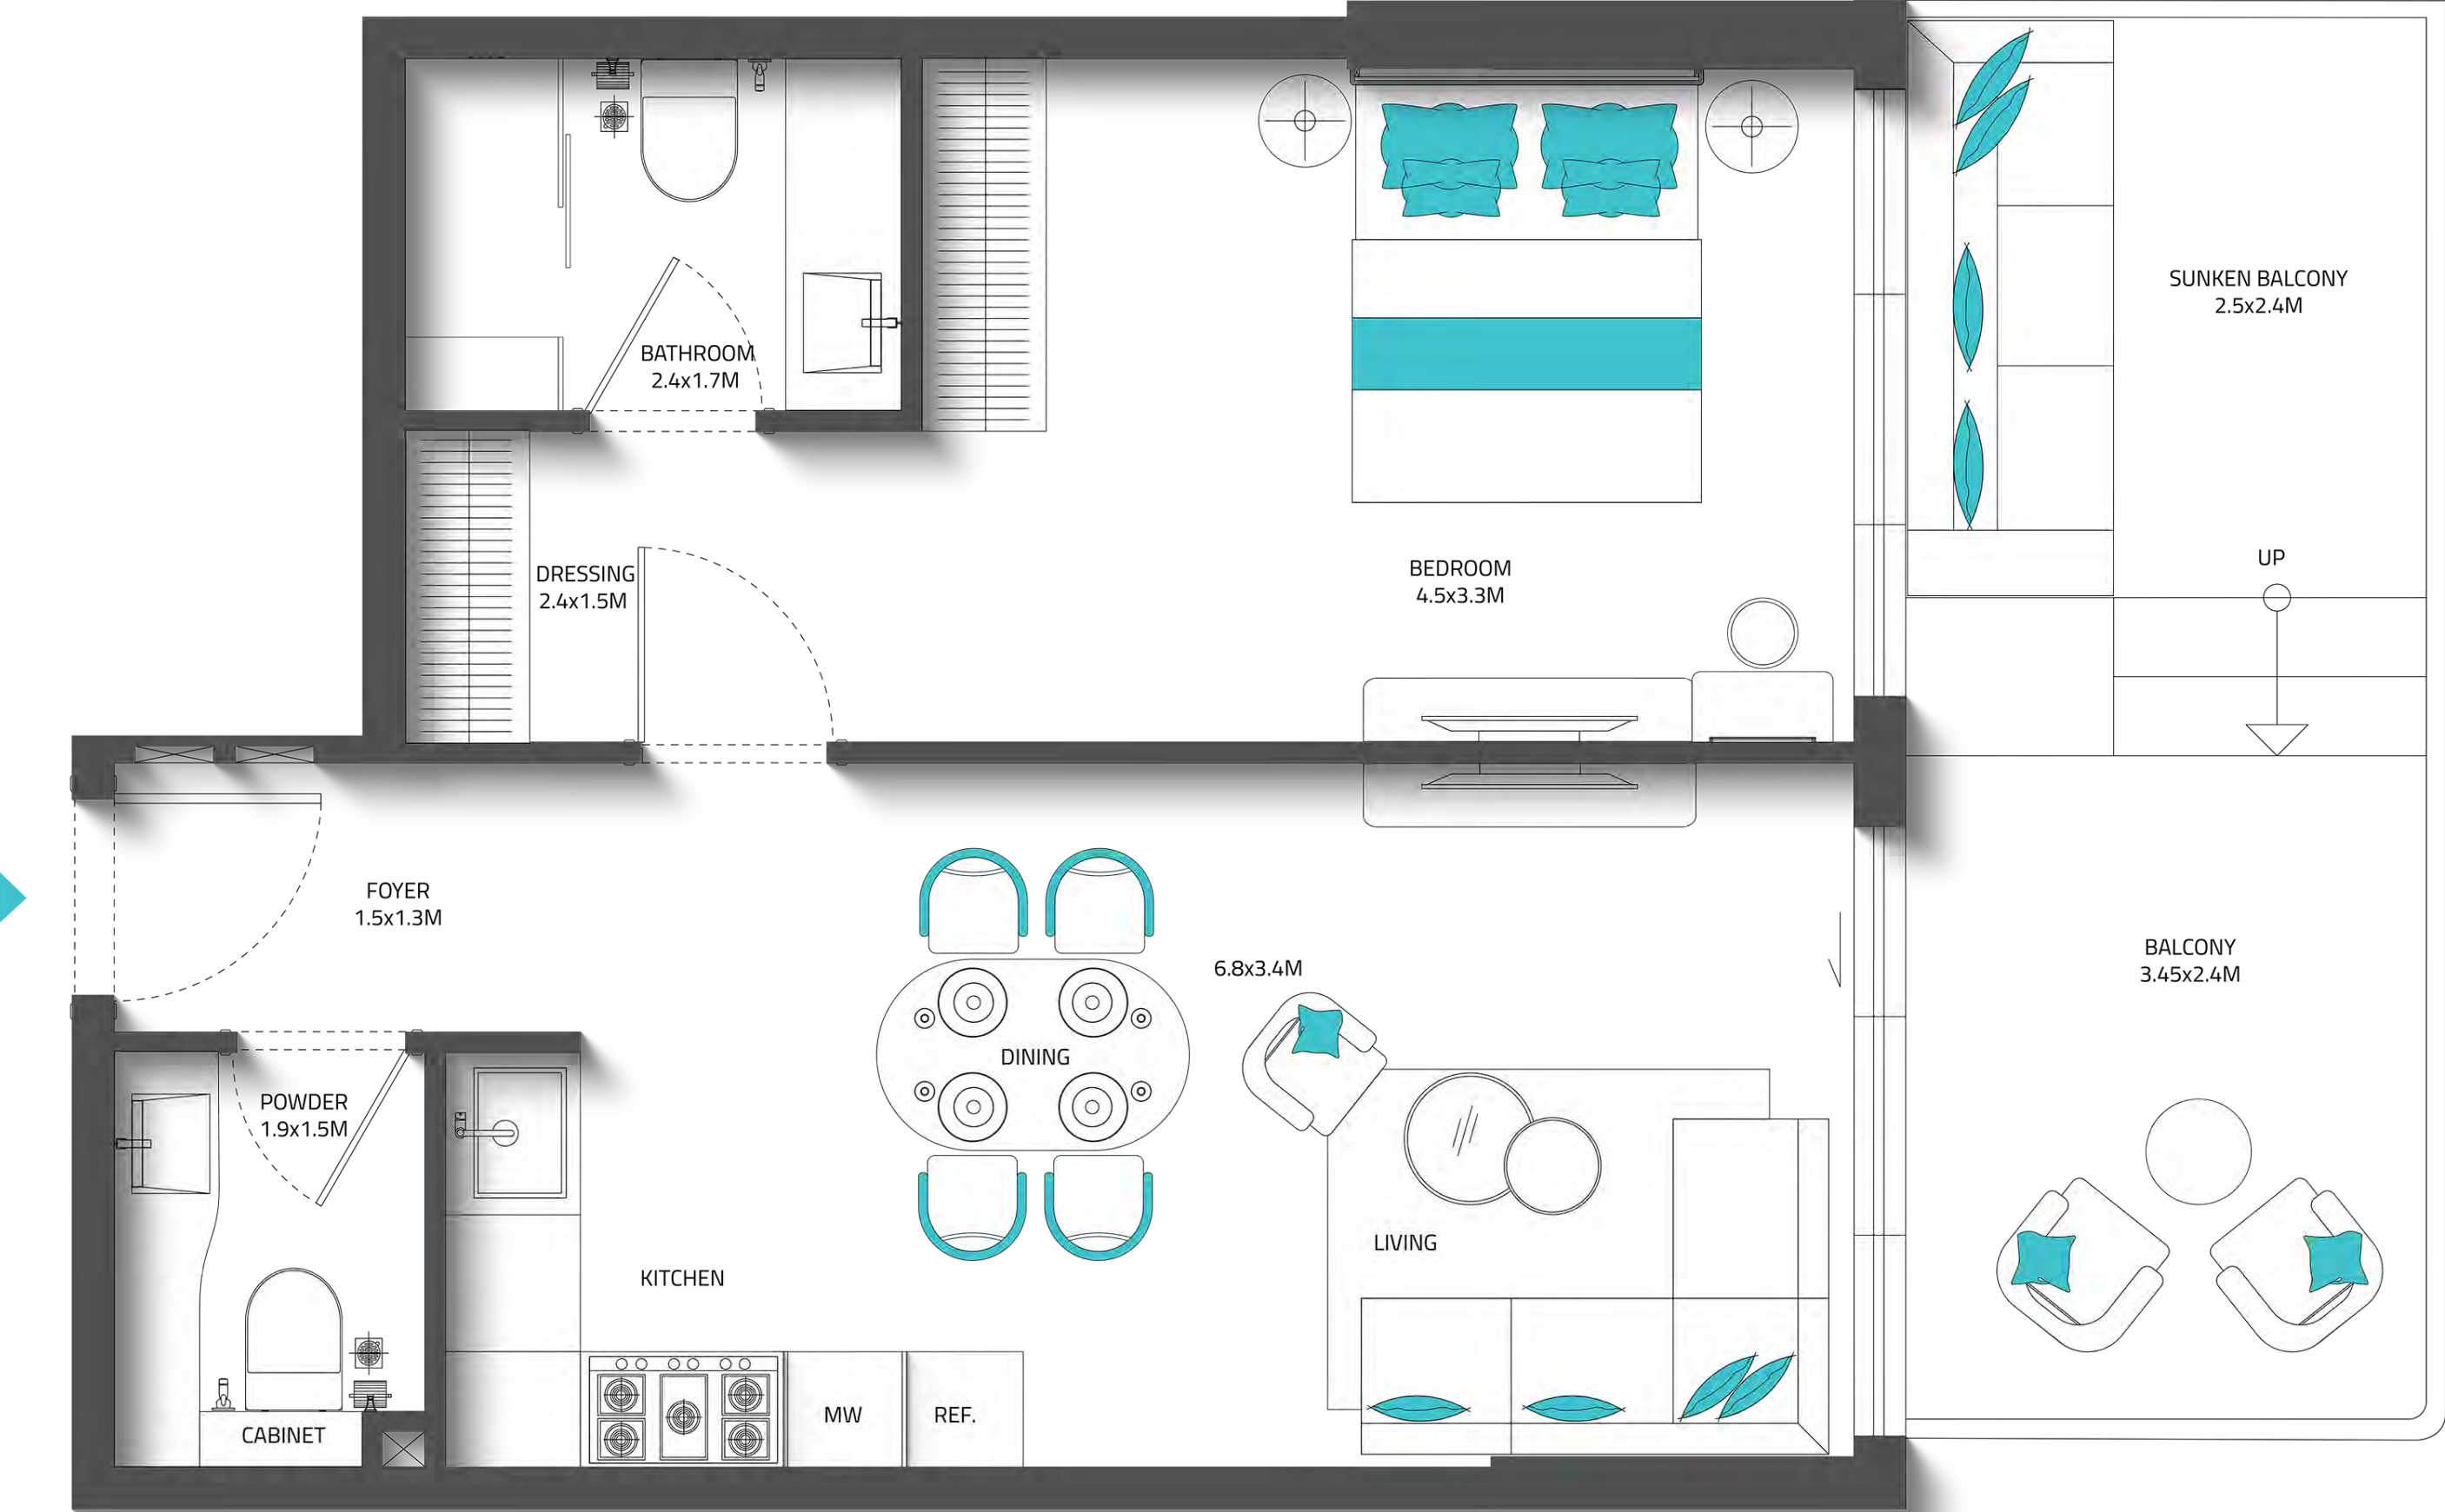 SUNKEN BALCONY
2.5x2.4M
BATHROOM
2.4x1.7M
UP
DRESSING
2.4x1.5M
BEDROOM
4.5x3.3M
FOYER
1.5x1.3M
6.8x3.4M
BALCONY
3.45x2.4M
DINING
POWDER
1.9x1.5M
LIVING
KITCHEN
MW
REF.
CABINET